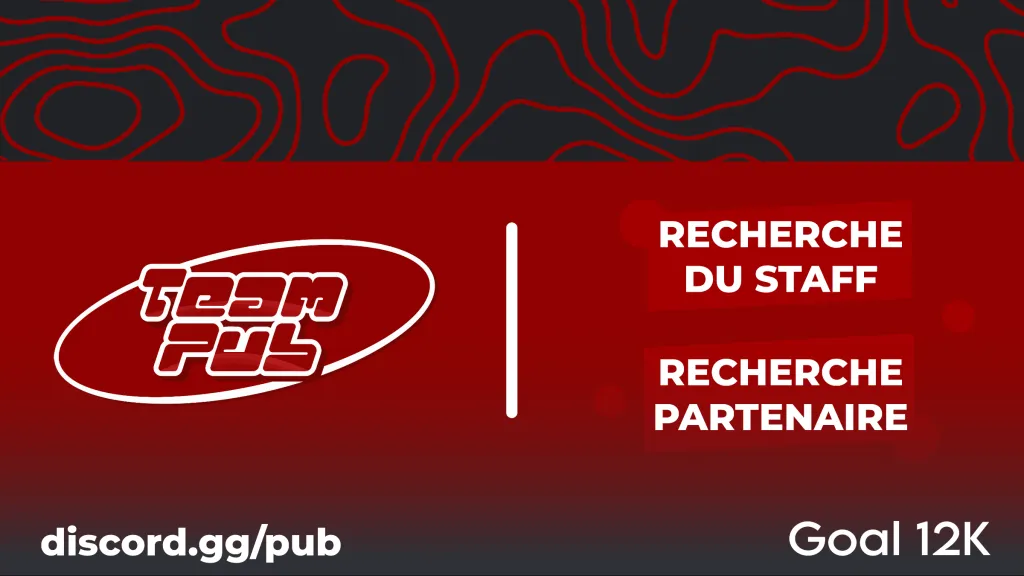 Team
Pub
RECHERCHE
DU STAFF
RECHERCHE
PARTENAIRE
discord.gg/pub
Goal 12K